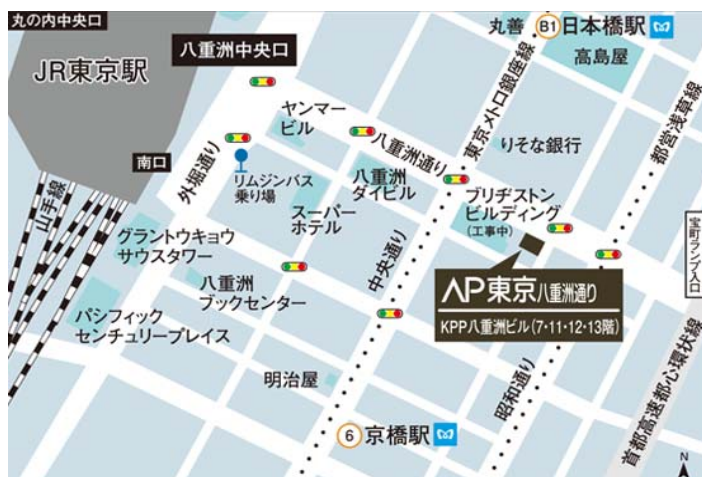 丸の内中央口
JR東京駅
八重洲中央口
丸善
B1 日本橋駅
高島屋
ヤンマー
ビル
八重洲通り
東京メトロ銀座線
りそな銀行
都営浅草線
南口
外堀通り
リムジンバス
乗り場
八重洲
ダイビル
スーパー
ホテル
ブリヂストン
ビルディング
(工事中)
山手線
グラントウキョウ
サウスタワー
八重洲
ブックセンター
中央通り
宝町ランプ入口
AP東京八重洲通り
KPP八重洲ビル(7・11・12・13階)
パシフィック
センチュリープレイス
明治屋
昭和通り
首都高速都心環状線
6 京橋駅
N